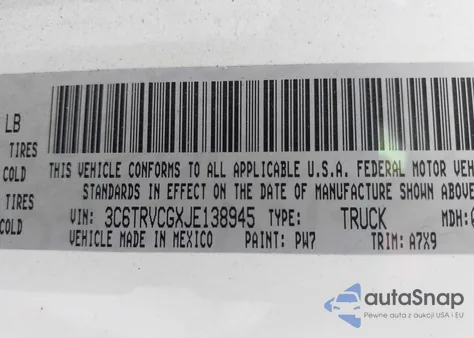 LB
TIRES
COLD
TIRES
COLD
THIS VEHICLE CONFORMS TO ALL APPLICABLE U.S.A. FEDERAL MOTOR VEH
STANDARDS IN EFFECT ON THE DATE OF MANUFACTURE SHOWN ABOVE
VIN: 3C6TRVCGXJE138945 TYPE: TRUCK MDH:
VEHICLE MADE IN MEXICO PAINT: PW7 TRIM: A7X9
autoSnap
Pewne auta z aukcji USA i EU